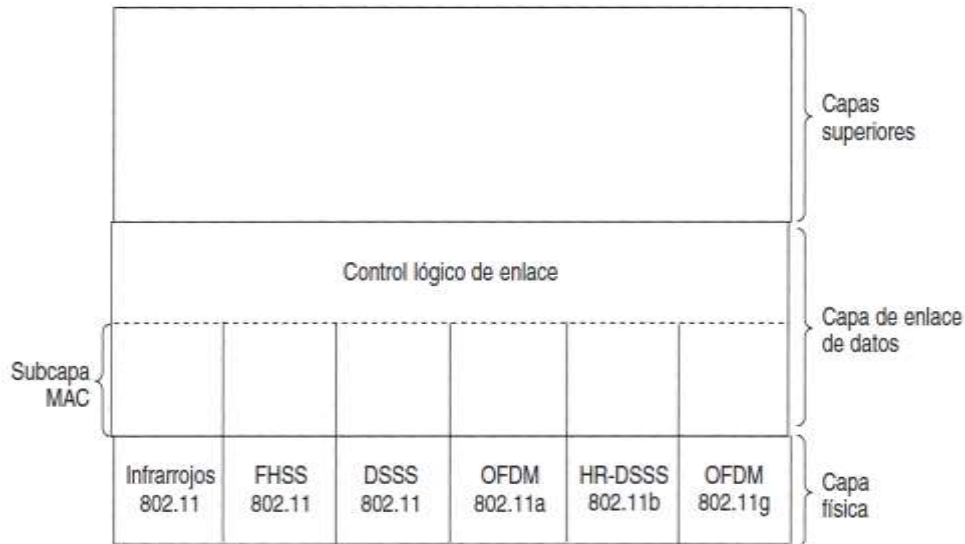 Capas
superiores
Control lógico de enlace
Capa de enlace
de datos
Subcapa
MAC
Infrarrojos
802.11
FHSS
802.11
DSSS
802.11
OFDM
802.11a
HR-DSSS
802.11b
OFDM
802.11g
Capa
física